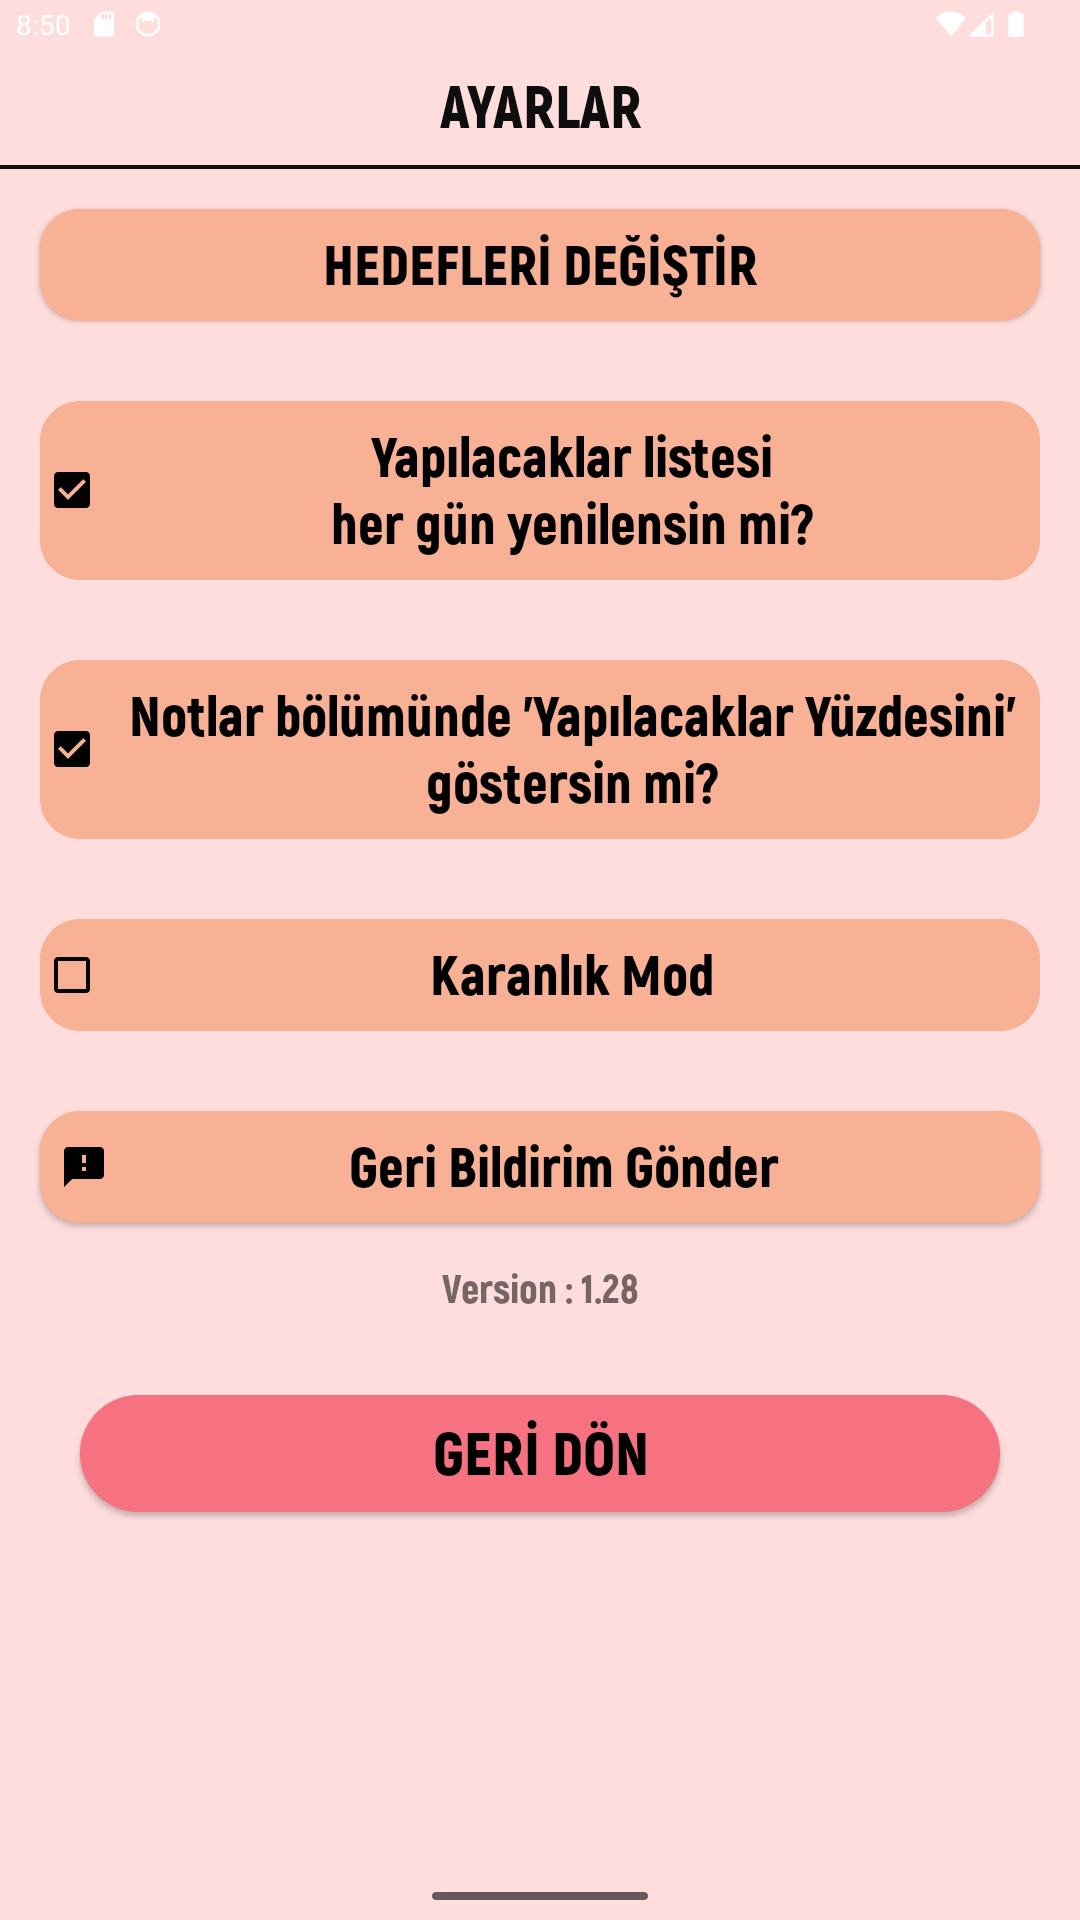 8:50
AYARLAR
HEDEFLERİ DEĞİŞTİR
Yapılacaklar listesi
her gün yenilensin mi?
Notlar bölümünde 'Yapılacaklar Yüzdesini'
göstersin mi?
Karanlık Mod
Geri Bildirim Gönder
Version : 1.28
GERİ DÖN